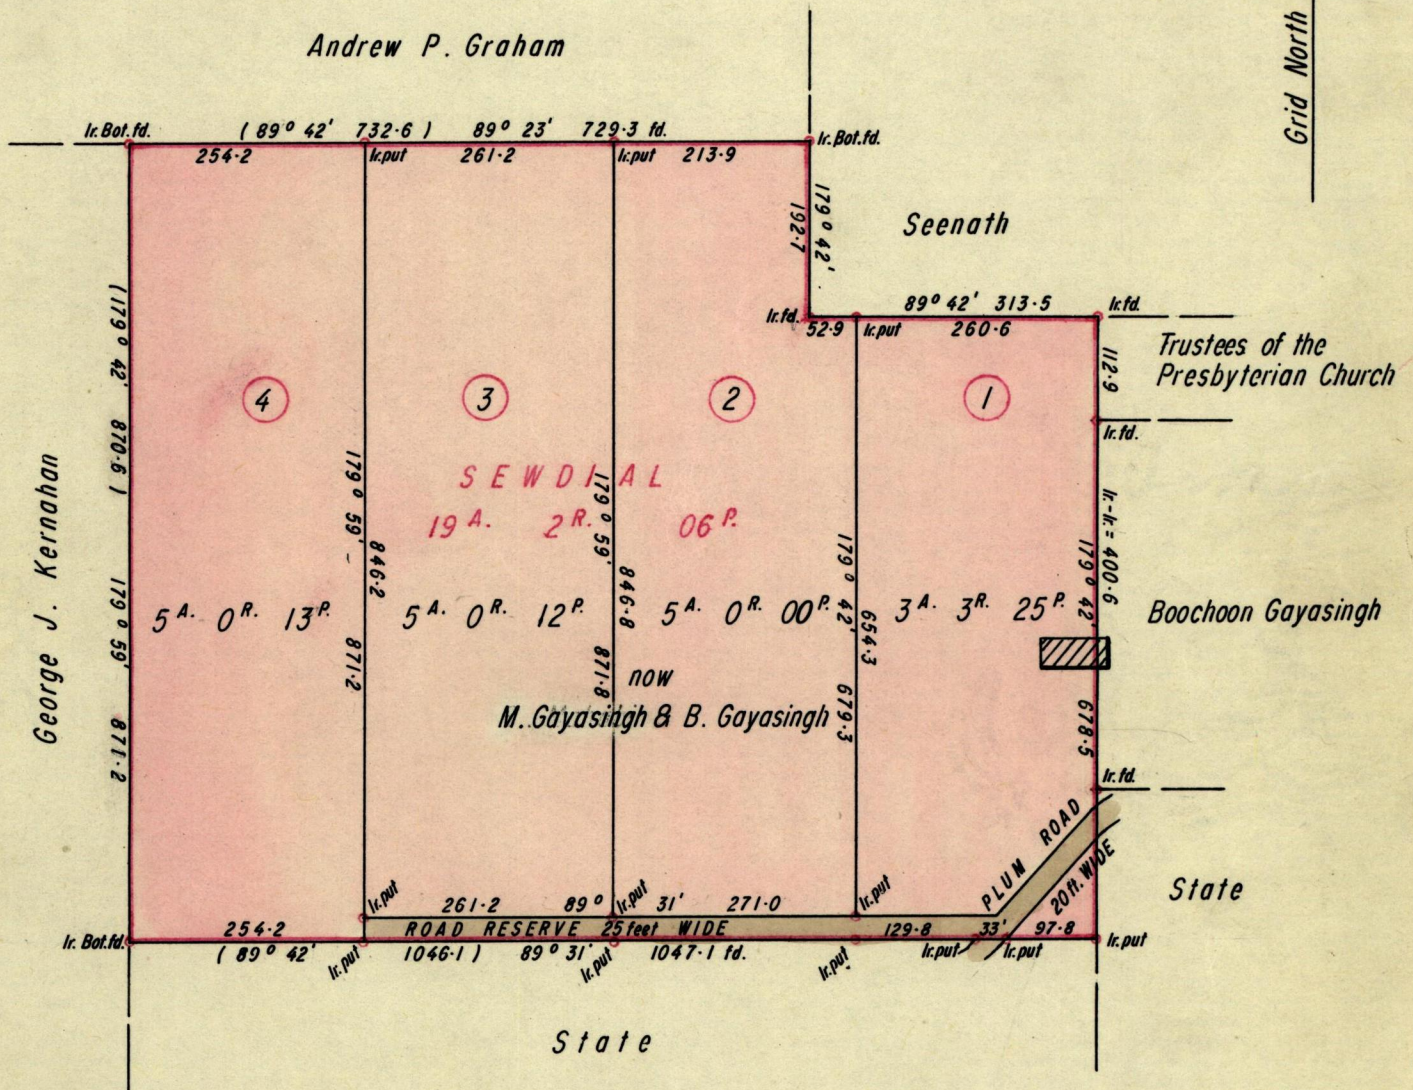 Andrew P. Graham
Grid North
Ir.Bot.fd.
( 89° 42' 732·6 ) 89° 23' 729·3 fd.
Ir.Bot.fd.
254·2
Ir.put
261·2
Ir.put
213·9
179° 42'
192·7
Seenath
89° 42' 313·5
Ir.fd.
Ir.fd.
52·9
Ir.put
260·6
112·9
Trustees of the
Presbyterian Church
Ir.fd.
(179° 42' 870·6 ) 179° 59' 871·2
George J. Kernahan
4
3
2
1
SEWDIAL
19 A. 2 R. 06 P.
179° 59'
846·2
871·2
179° 59'
846·8
871·8
179° 42'
654·3
679·3
Ir.-Ir. = 400·6
179° 42'
678·5
5 A. 0 R. 13 P.
5 A. 0 R. 12 P.
5 A. 0 R. 00 P.
3 A. 3 R. 25 P.
Boochoon Gayasingh
now
M. Gayasingh & B. Gayasingh
Ir.fd.
PLUM ROAD
20 ft. WIDE
State
Ir.put
261·2 89° 31' 271·0
Ir.put
Ir.put
254·2
ROAD RESERVE 25 feet WIDE
129·8
33'
97·8
Ir. Bot.fd.
( 89° 42' 1046·1 ) 89° 31' 1047·1 fd.
Ir.put
Ir.put
Ir.put
Ir.put
Ir.put
Ir.put
State